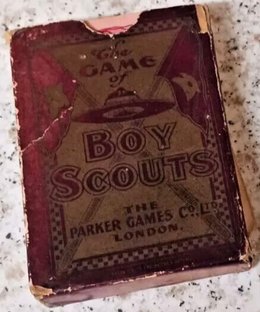 The
GAME
of
BOY
SCOUTS
THE
PARKER GAMES CO., LTD.
LONDON.